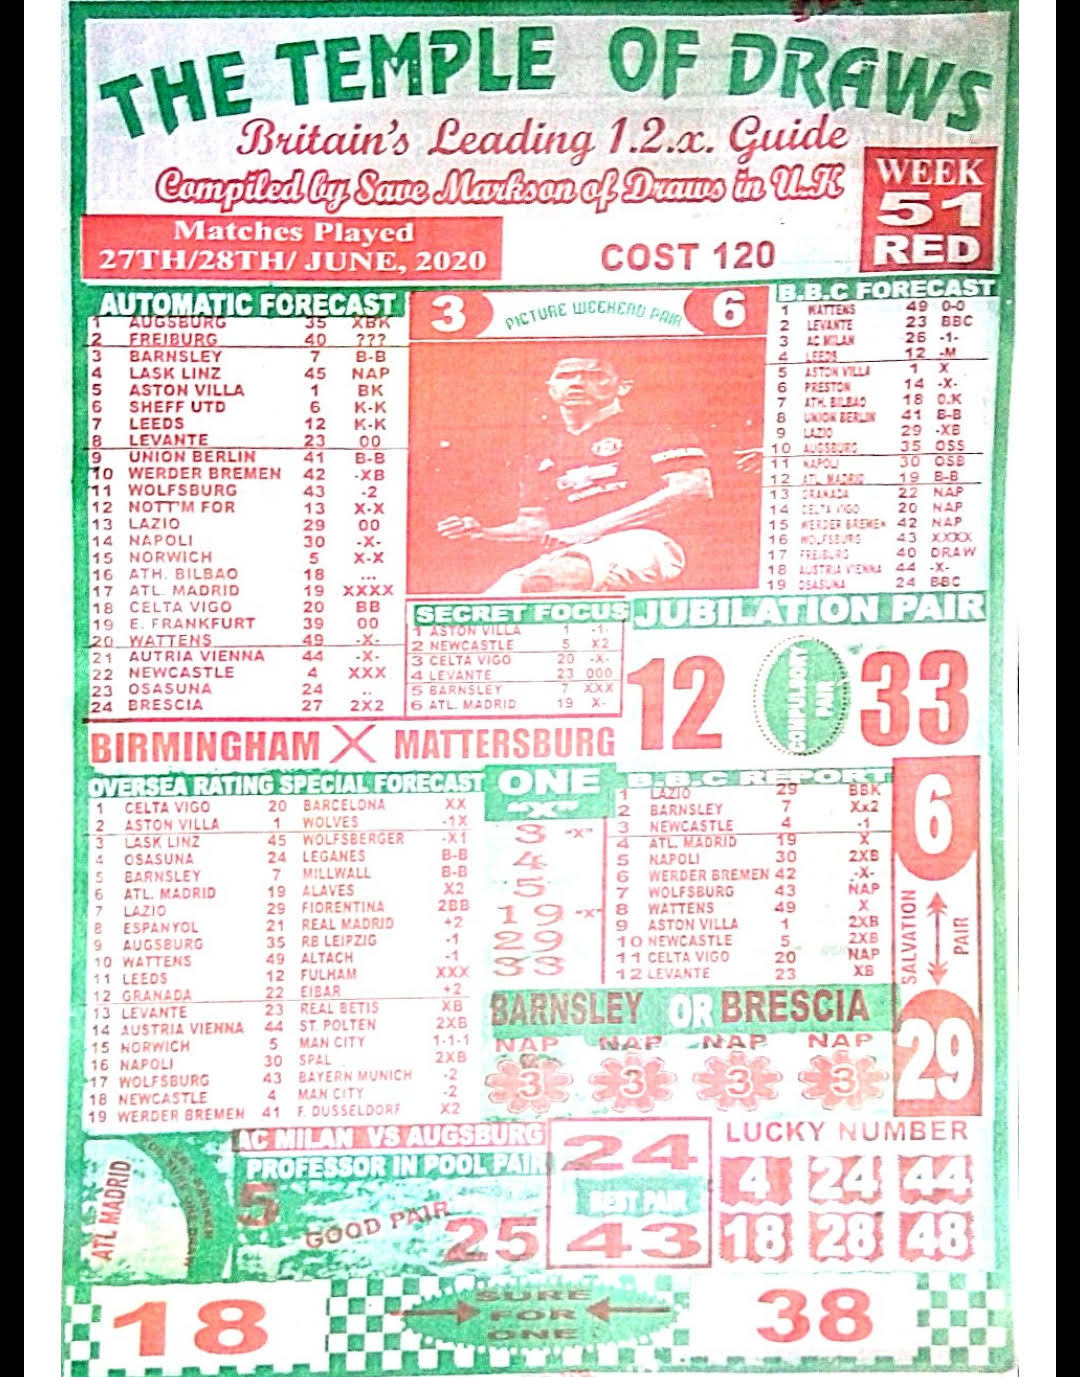 THE TEMPLE OF DRAWS
Britain's Leading 1.2.x. Guide
Compiled by Save Markson of Draws in U.K
WEEK
51
RED
Matches Played
27TH/28TH/ JUNE, 2020
COST 120
AUTOMATIC FORECAST
1 AUGSBURG 35 XBK
2 FREIBURG 40 ???
3 BARNSLEY 7 B-B
4 LASK LINZ 45 NAP
5 ASTON VILLA 1 BK
6 SHEFF UTD 6 K-K
7 LEEDS 12 K-K
8 LEVANTE 23 00
9 UNION BERLIN 41 B-B
10 WERDER BREMEN 42 -XB
11 WOLFSBURG 43 -2
12 NOTT'M FOR 13 X-X
13 LAZIO 29 00
14 NAPOLI 30 -X-
15 NORWICH 5 X-X
16 ATH. BILBAO 18 ...
17 ATL. MADRID 19 XXXX
18 CELTA VIGO 20 BB
19 E. FRANKFURT 39 00
20 WATTENS 49 -X-
21 AUTRIA VIENNA 44 -X-
22 NEWCASTLE 4 XXX
23 OSASUNA 24 ..
24 BRESCIA 27 2X2
3 PICTURE WEEKEND PAIR 6
B.B.C FORECAST
1 WATTENS 49 0-0
2 LEVANTE 23 BBC
3 AC MILAN 26 -1-
4 LEEDS 12 -M
5 ASTON VILLA 1 X
6 PRESTON 14 -X-
7 ATH. BILBAO 18 O.K
8 UNION BERLIN 41 B-B
9 LAZIO 29 -XB
10 AUGSBURG 35 OSS
11 NAPOLI 30 OSB
12 ATL. MADRID 19 B-B
13 GRANADA 22 NAP
14 CELTA VIGO 20 NAP
15 WERDER BREMEN 42 NAP
16 WOLFSBURG 43 XXXX
17 FREIBURG 40 DRAW
18 AUSTRIA VIENNA 44 -X-
19 OSASUNA 24 BBC
SECRET FOCUS
1 ASTON VILLA 1 -1-
2 NEWCASTLE 5 X2
3 CELTA VIGO 20 -X-
4 LEVANTE 23 000
5 BARNSLEY 7 XXX
6 ATL. MADRID 19 X-
JUBILATION PAIR
12 33
BIRMINGHAM X MATTERSBURG
OVERSEA RATING SPECIAL FORECAST
1 CELTA VIGO 20 BARCELONA XX
2 ASTON VILLA 1 WOLVES -1X
3 LASK LINZ 45 WOLFSBERGER -X1
4 OSASUNA 24 LEGANES B-B
5 BARNSLEY 7 MILLWALL B-B
6 ATL. MADRID 19 ALAVES X2
7 LAZIO 29 FIORENTINA 2BB
8 ESPANYOL 21 REAL MADRID +2
9 AUGSBURG 35 RB LEIPZIG -1
10 WATTENS 49 ALTACH -1
11 LEEDS 12 FULHAM XXX
12 GRANADA 22 EIBAR +2
13 LEVANTE 23 REAL BETIS XB
14 AUSTRIA VIENNA 44 ST. POLTEN 2XB
15 NORWICH 5 MAN CITY 1-1-1
16 NAPOLI 30 SPAL 2XB
17 WOLFSBURG 43 BAYERN MUNICH -2
18 NEWCASTLE 4 MAN CITY -2
19 WERDER BREMEN 41 F. DUSSELDORF X2
ONE
"X"
3 "X"
4
5
19 "X"
29
33
B.B.C REPORT
1 LAZIO 29 BBK
2 BARNSLEY 7 Xx2
3 NEWCASTLE 4 -1
4 ATL. MADRID 19 X
5 NAPOLI 30 2XB
6 WERDER BREMEN 42 -X-
7 WOLFSBURG 43 NAP
8 WATTENS 49 X
9 ASTON VILLA 1 2XB
10 NEWCASTLE 5 2XB
11 CELTA VIGO 20 NAP
12 LEVANTE 23 XB
6
SALVATION PAIR
29
BARNSLEY OR BRESCIA
NAP NAP NAP NAP
3 3 3 3
AC MILAN VS AUGSBURG
PROFESSOR IN POOL PAIR
5 GOOD PAIR 25
ATL MADRID
24
BEST PAIR
43
LUCKY NUMBER
4 24 44
18 28 48
18
SURE
FOR
ONE
38